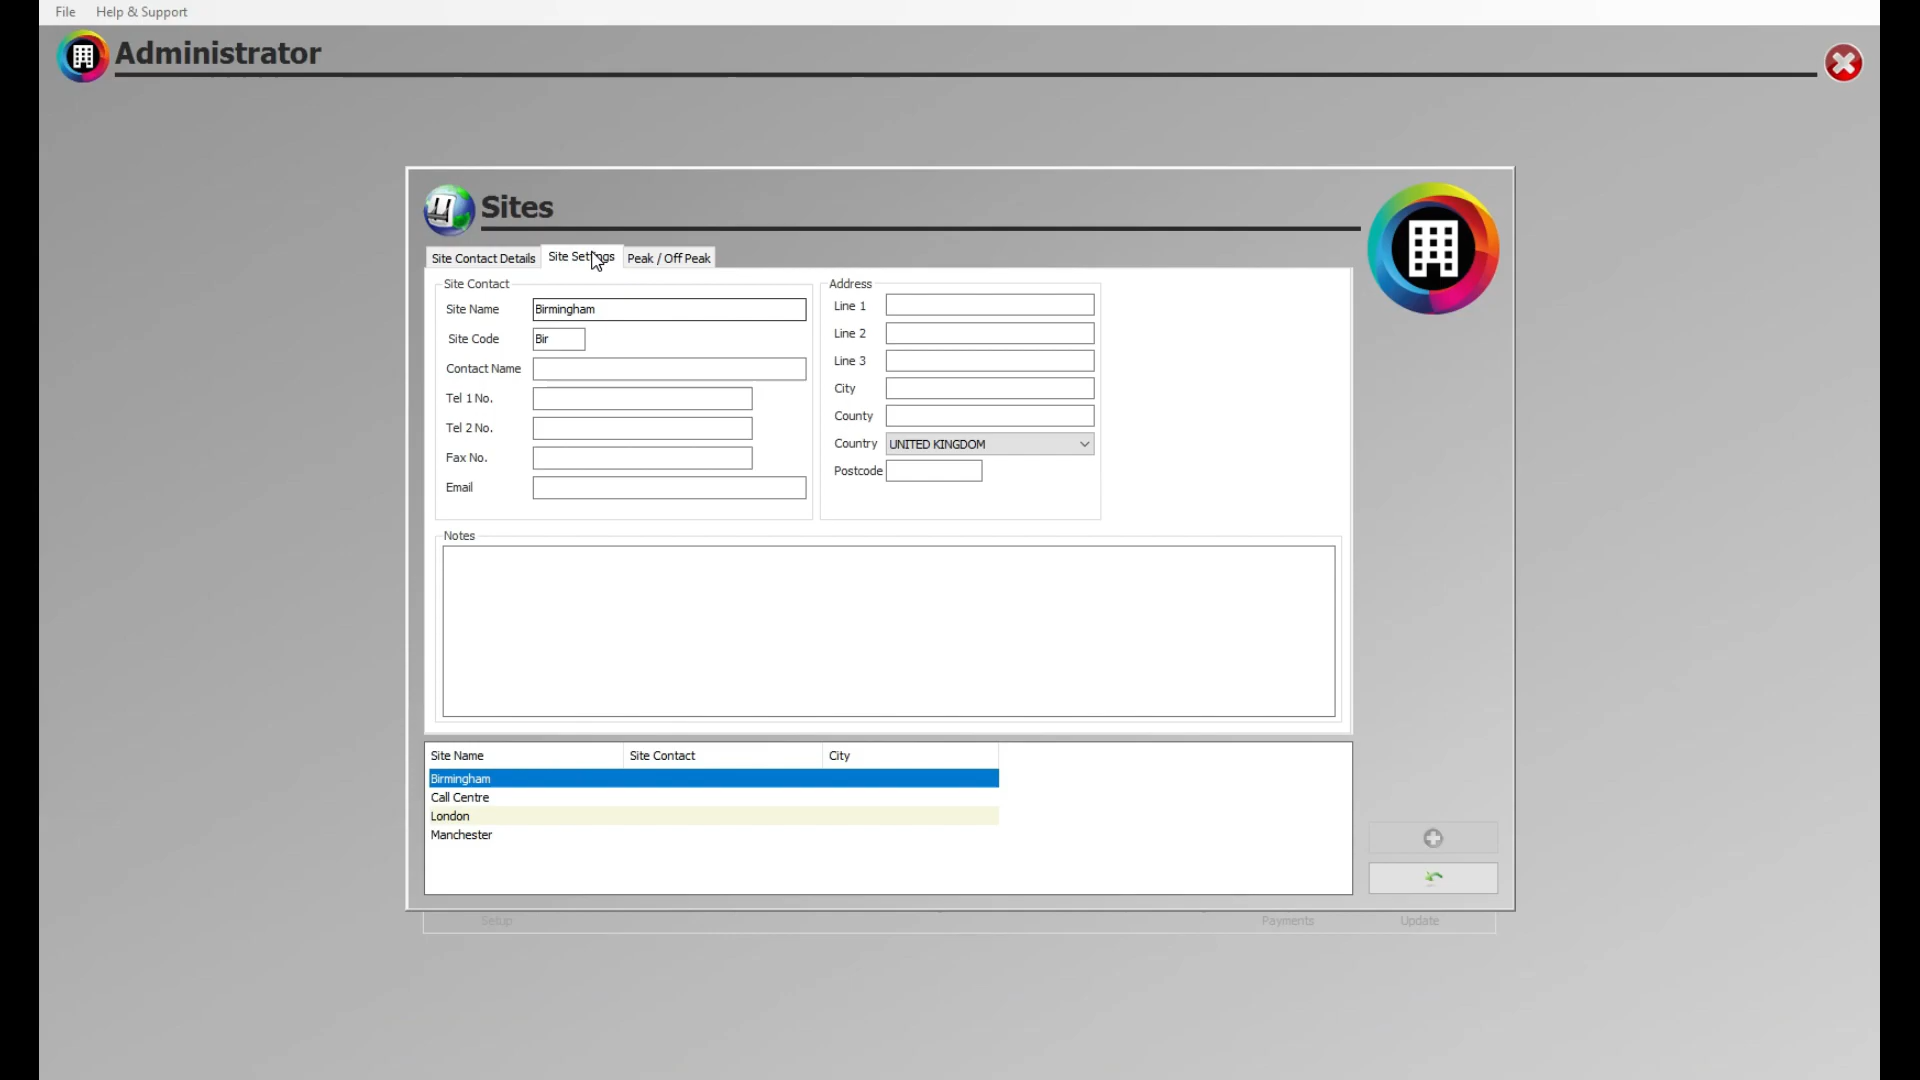 File Help & Support
Administrator
Sites
Site Contact Details Site Settings Peak / Off Peak
Site Contact
Site Name Birmingham
Site Code Bir
Contact Name
Tel 1 No.
Tel 2 No.
Fax No.
Email
Address
Line 1
Line 2
Line 3
City
County
Country UNITED KINGDOM
Postcode
Notes
Site Name Site Contact City
Birmingham
Call Centre
London
Manchester
Setup Payments Update